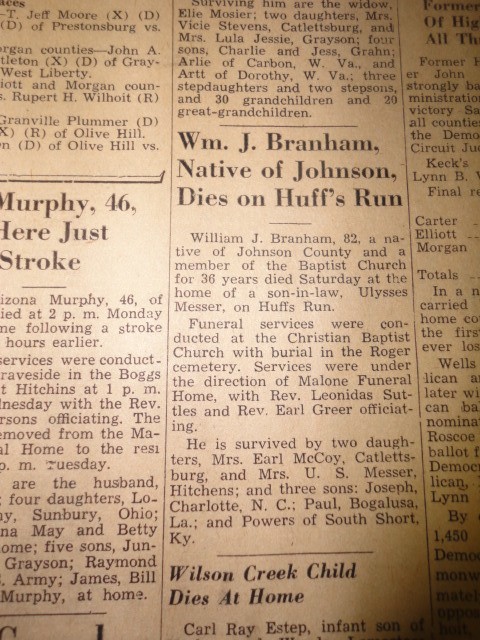 aces
—T. Jeff Moore (X) (D)
(D) of Prestonsburg vs.
organ counties—John A.
ttleton (X) (D) of Gray-
West Liberty.
iott and Morgan coun-
s. Rupert H. Wilhoit (R)
Granville Plummer (D)
X) (R) of Olive Hill.
n (D) of Olive Hill vs.
Murphy, 46,
Here Just
Stroke
izona Murphy, 46, of
ied at 2 p. m. Monday
me following a stroke
hours earlier.
services were conduct-
graveside in the Boggs
t Hitchins at 1 p. m.
dnesday with the Rev.
rsons officiating. The
emoved from the Ma-
al Home to the resi
p. m. Tuesday.
are the husband,
four daughters, Lo-
ny, Sunbury, Ohio;
na May and Betty
ome; five sons, Jun-
Grayson; Raymond
. Army; James, Bill
Murphy, at home.
Surviving him are the widow,
Elie Mosier; two daughters, Mrs.
Vicie Stevens, Catlettsburg, and
Mrs. Lula Jessie, Grayson; four
sons, Charlie and Jess, Grahn;
Arlie of Carbon, W. Va., and
Artt of Dorothy, W. Va.; three
stepdaughters and two stepsons,
and 30 grandchildren and 20
great-grandchildren.
Wm. J. Branham,
Native of Johnson,
Dies on Huff's Run
William J. Branham, 82, a na-
tive of Johnson County and a
member of the Baptist Church
for 36 years died Saturday at the
home of a son-in-law, Ulysses
Messer, on Huffs Run.
Funeral services were con-
ducted at the Christian Baptist
Church with burial in the Roger
cemetery. Services were under
the direction of Malone Funeral
Home, with Rev. Leonidas Sut-
tles and Rev. Earl Greer officiat-
ing.
He is survived by two daugh-
ters, Mrs. Earl McCoy, Catletts-
burg, and Mrs. U. S. Messer,
Hitchens; and three sons: Joseph,
Charlotte, N. C.; Paul, Bogalusa,
La.; and Powers of South Short,
Ky.
Wilson Creek Child
Dies At Home
Carl Ray Estep, infant son of
Former
Of Hig
All Th
Former H
er John
strongly ba
ministration
victory Sa
all counties
the Demo
Circuit Ju
Keck's
Lynn B. W
Final re
Carter
Elliott
Morgan
Totals
In a n
carried
home co
the first
ever los
Wells
lican a
later wi
can ba
nomina
Roscoe
ballot f
Democ
lican,
Lynn
By
1,450
Demo
monw
mately
oppos